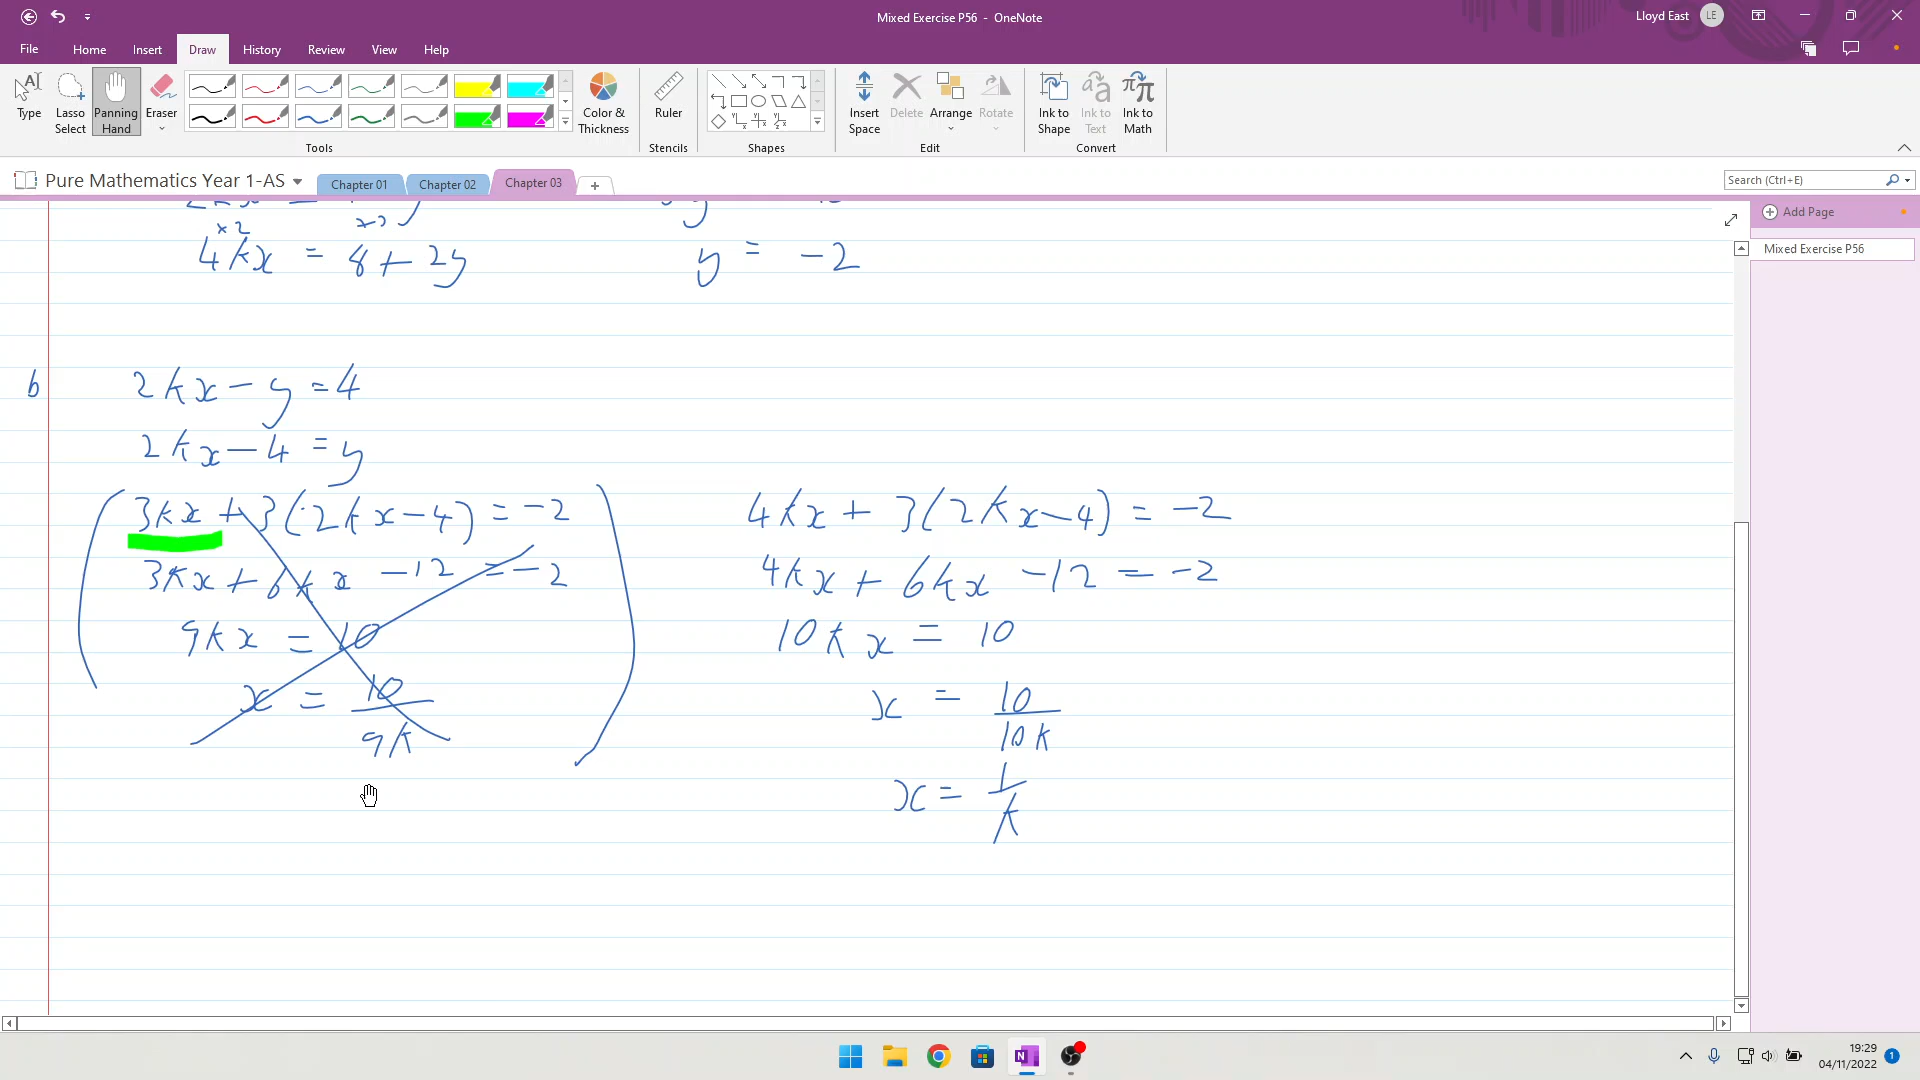 Mixed Exercise P56 - OneNote
Lloyd East LE
File Home Insert Draw History Review View Help
Type
Lasso Select
Panning Hand
Eraser
Color & Thickness
Ruler
Insert Space
Delete
Arrange
Rotate
Ink to Shape
Ink to Text
Ink to Math
Tools Stencils Shapes Edit Convert
Pure Mathematics Year 1-AS Chapter 01 Chapter 02 Chapter 03 +
Search (Ctrl+E)
Add Page
Mixed Exercise P56
×2
4kx = 8 + 2y
y = -2
b
2kx - y = 4
2kx - 4 = y
3kx + 3(2kx - 4) = -2
3kx + 6kx - 12 = -2
9kx = 10
x = 10/9k
4kx + 3(2kx - 4) = -2
4kx + 6kx - 12 = -2
10kx = 10
x = 10/10k
x = 1/k
19:29
04/11/2022
1